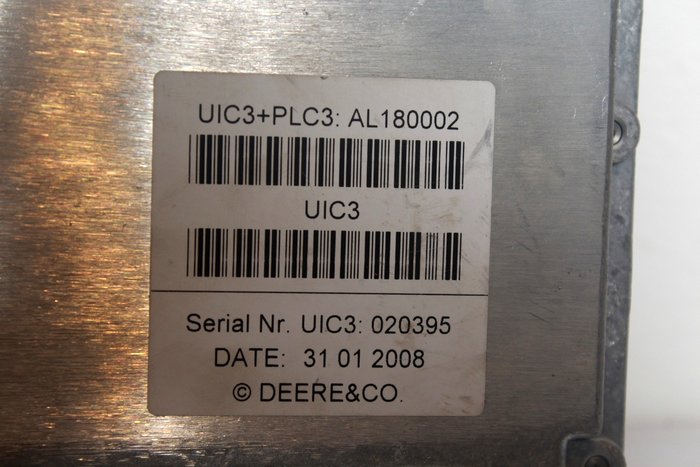 UIC3+PLC3: AL180002
UIC3
Serial Nr. UIC3: 020395
DATE: 31 01 2008
© DEERE&CO.